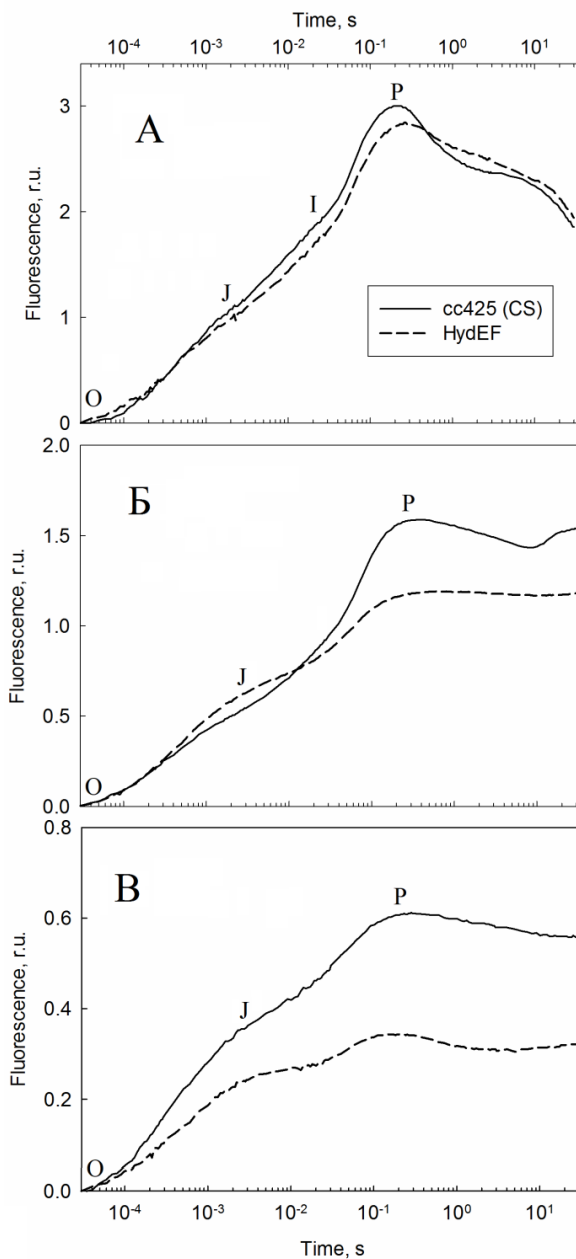 Time, s
10-4 10-3 10-2 10-1 100 101
Fluorescence, r.u.
3
2
1
0
А
O
J
I
P
cc425 (CS)
HydEF
Fluorescence, r.u.
2.0
1.5
1.0
0.5
0.0
Б
O
J
P
Fluorescence, r.u.
0.8
0.6
0.4
0.2
0.0
В
O
J
P
10-4 10-3 10-2 10-1 100 101
Time, s